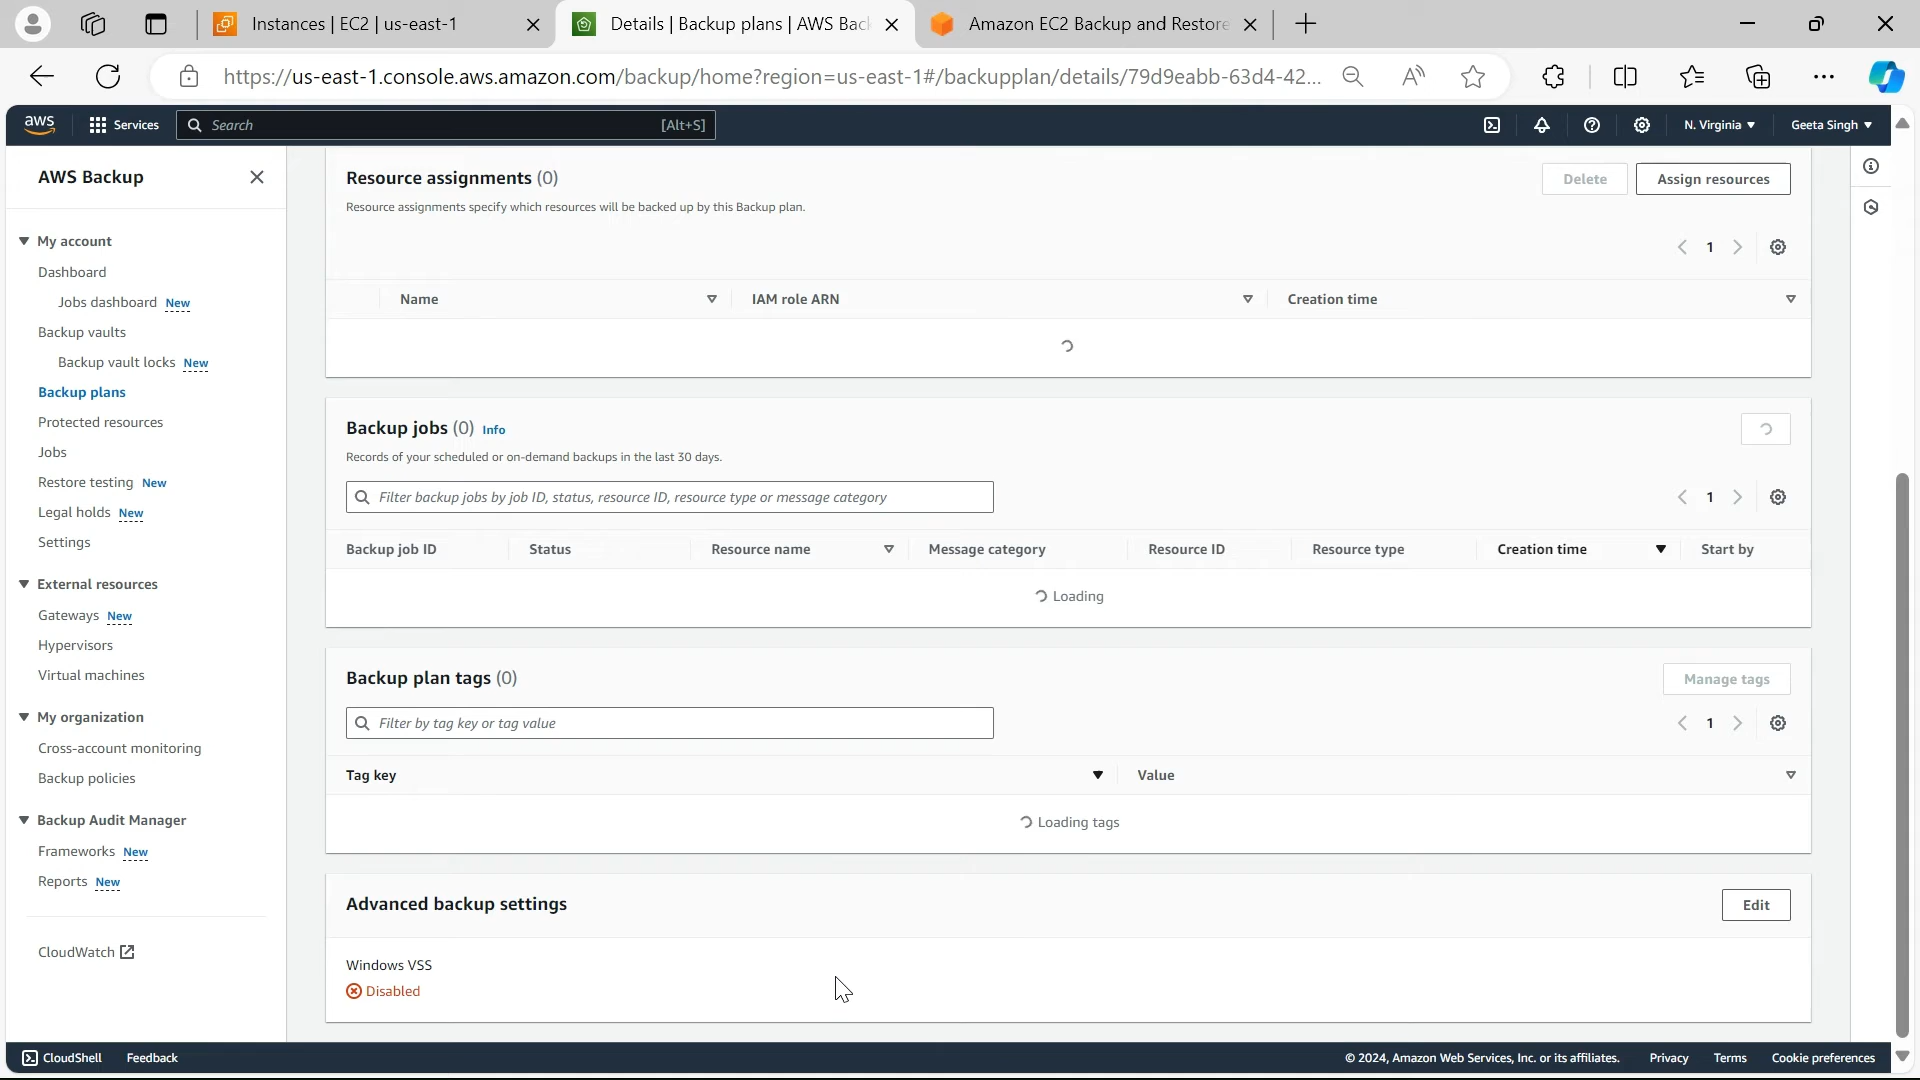 Instances | EC2 | us-east-1
Details | Backup plans | AWS Bac
Amazon EC2 Backup and Restore
https://us-east-1.console.aws.amazon.com/backup/home?region=us-east-1#/backupplan/details/79d9eabb-63d4-42...
aws
Services
Search
[Alt+S]
N. Virginia
Geeta Singh
AWS Backup
My account
Dashboard
Jobs dashboard New
Backup vaults
Backup vault locks New
Backup plans
Protected resources
Jobs
Restore testing New
Legal holds New
Settings
External resources
Gateways New
Hypervisors
Virtual machines
My organization
Cross-account monitoring
Backup policies
Backup Audit Manager
Frameworks New
Reports New
CloudWatch
Resource assignments (0)
Delete
Assign resources
Resource assignments specify which resources will be backed up by this Backup plan.
1
Name
IAM role ARN
Creation time
Backup jobs (0) Info
Records of your scheduled or on-demand backups in the last 30 days.
Filter backup jobs by job ID, status, resource ID, resource type or message category
1
Backup job ID
Status
Resource name
Message category
Resource ID
Resource type
Creation time
Start by
Loading
Backup plan tags (0)
Manage tags
Filter by tag key or tag value
1
Tag key
Value
Loading tags
Advanced backup settings
Edit
Windows VSS
Disabled
CloudShell
Feedback
© 2024, Amazon Web Services, Inc. or its affiliates.
Privacy
Terms
Cookie preferences